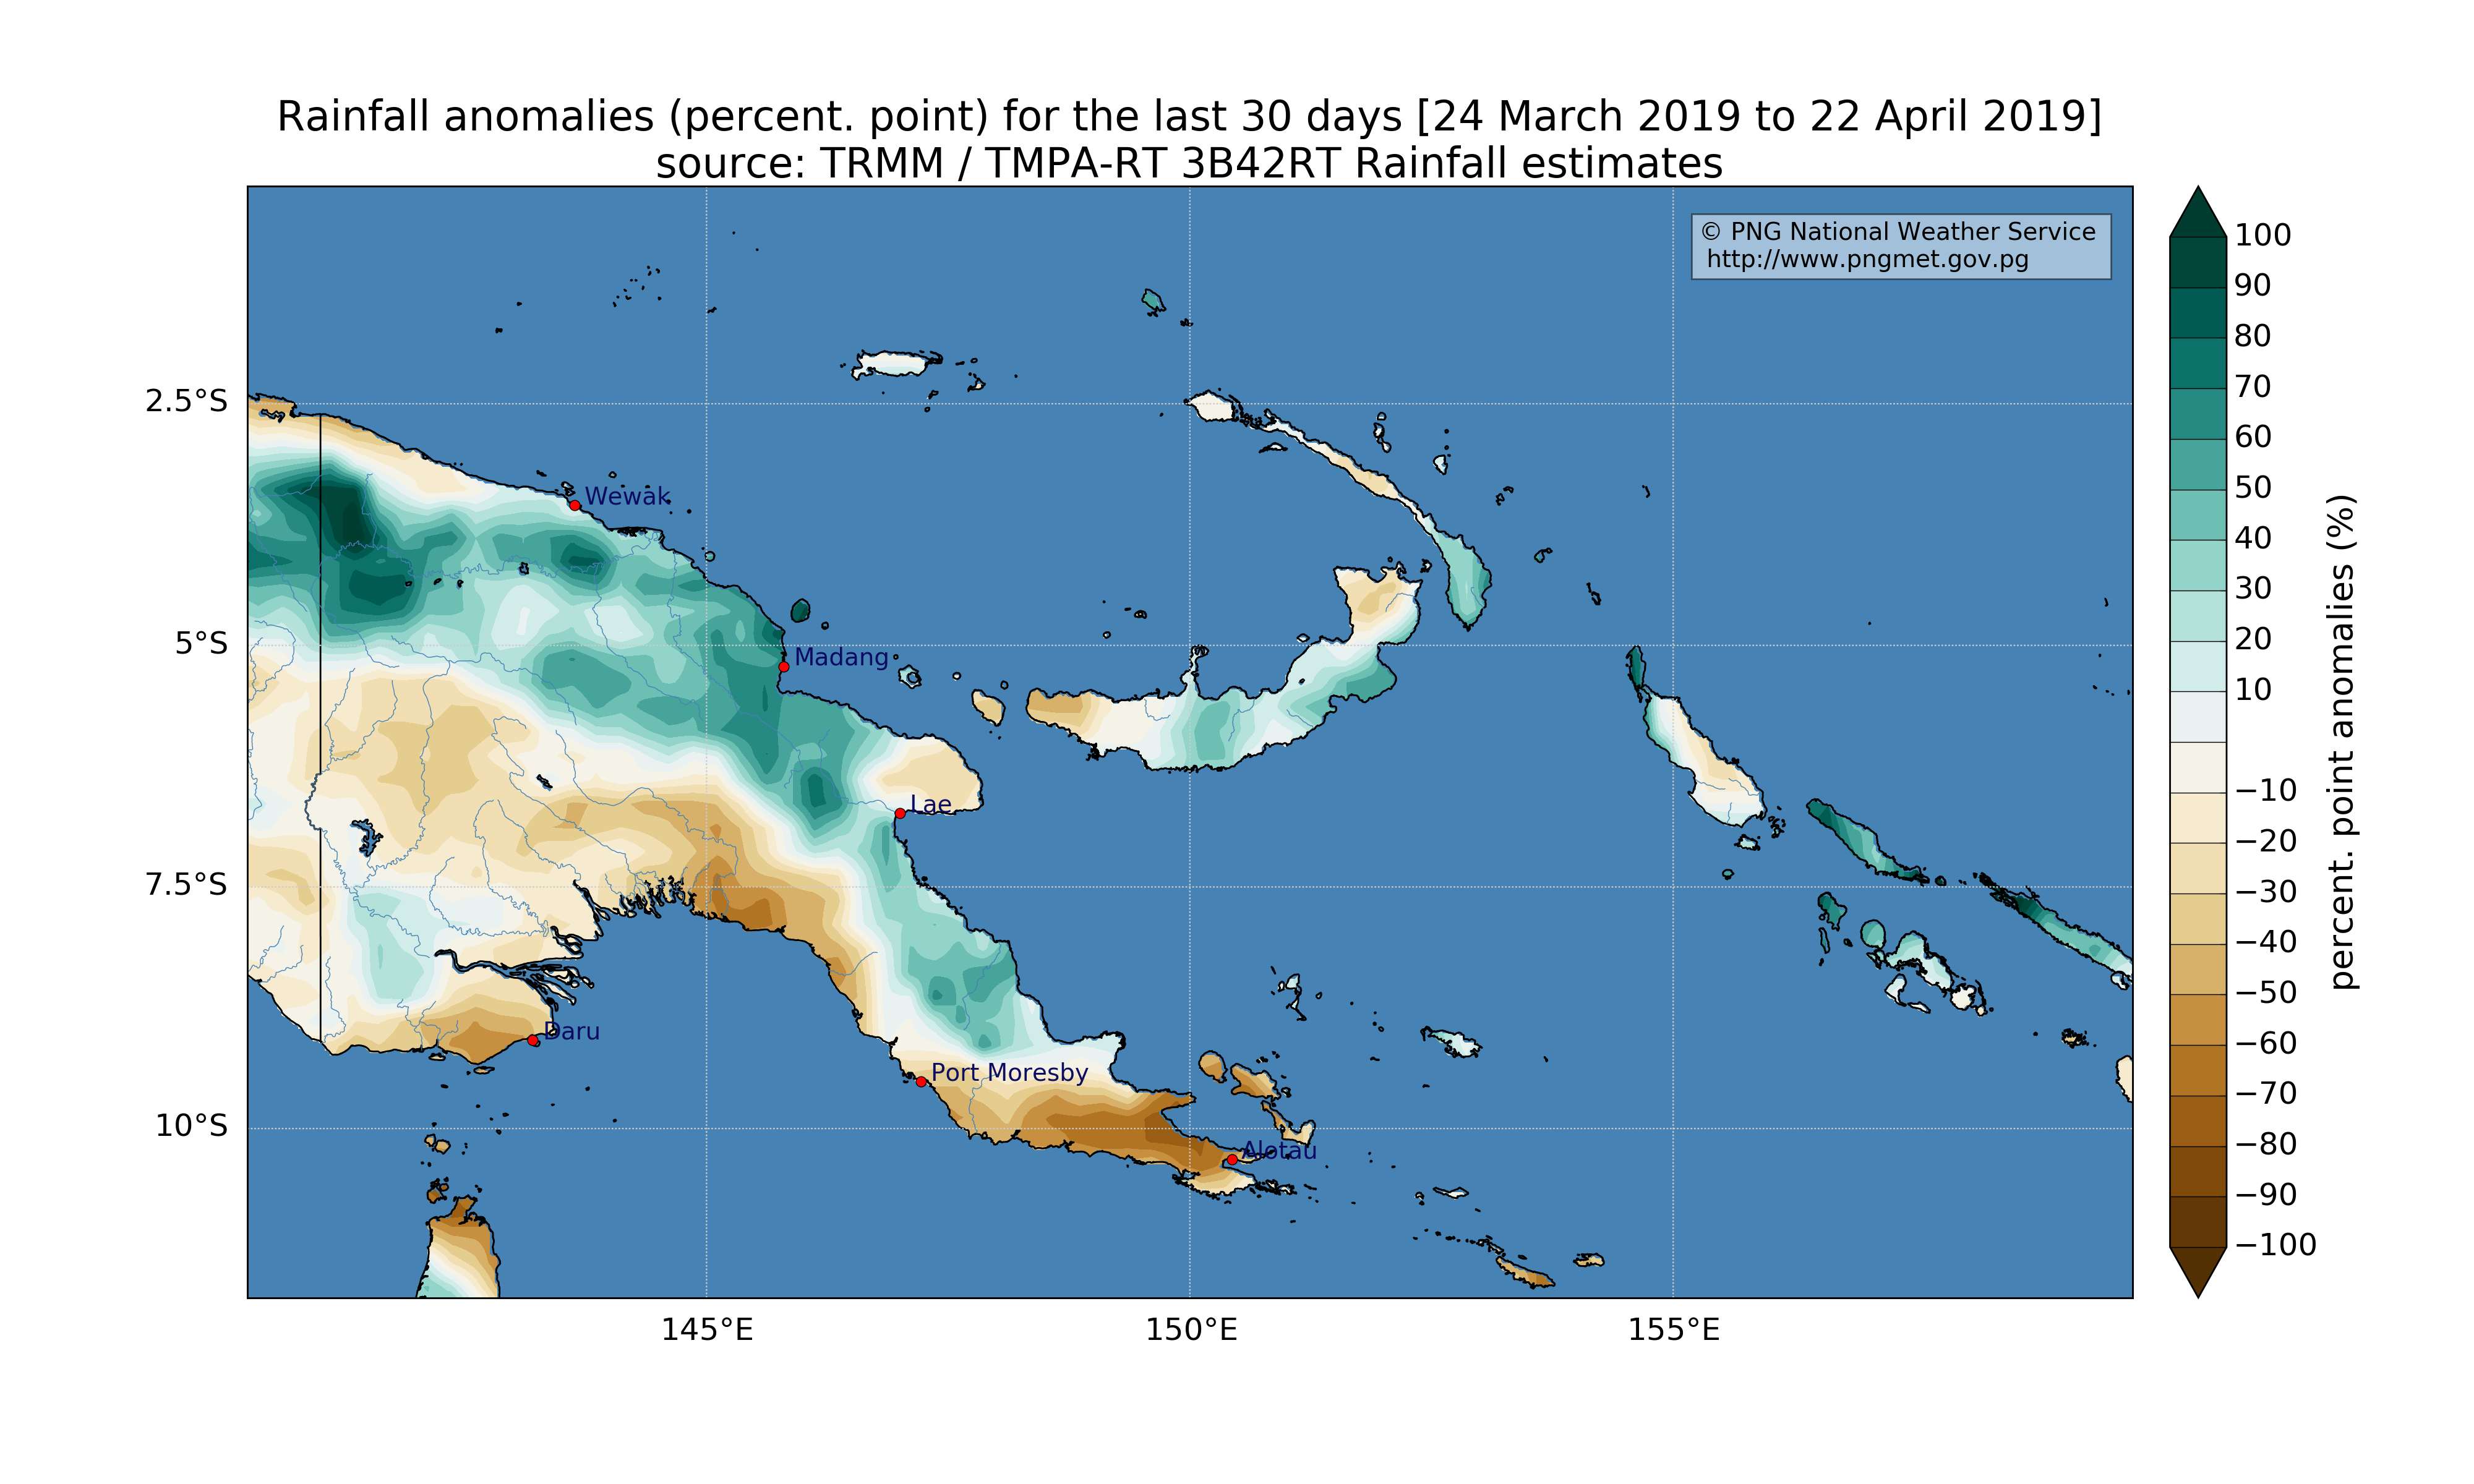 Rainfall anomalies (percent. point) for the last 30 days [24 March 2019 to 22 April 2019]
source: TRMM / TMPA-RT 3B42RT Rainfall estimates
© PNG National Weather Service
http://www.pngmet.gov.pg
2.5°S
5°S
7.5°S
10°S
Wewak
Madang
Lae
Daru
Port Moresby
Alotau
145°E
150°E
155°E
100
90
80
70
60
50
40
30
20
10
−10
−20
−30
−40
−50
−60
−70
−80
−90
−100
percent. point anomalies (%)